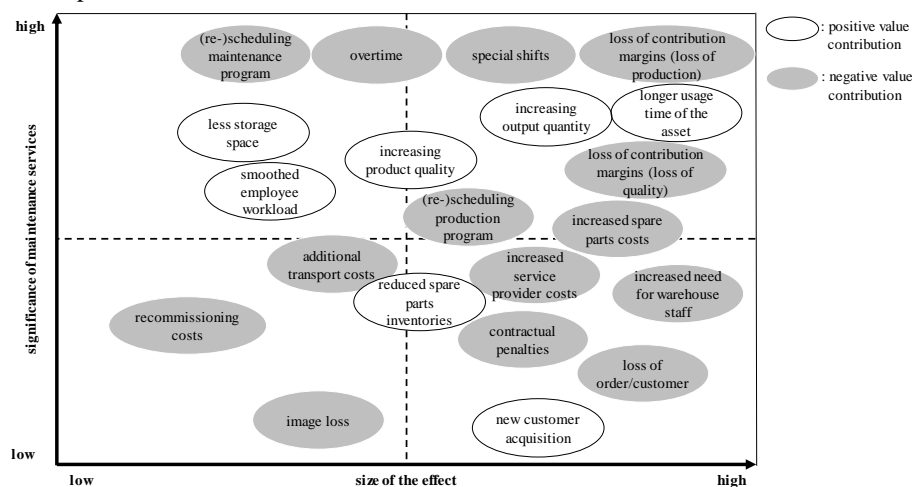 high
(re-)scheduling
maintenance
program
overtime
special shifts
loss of contribution
margins (loss of
production)
: positive value
contribution
: negative value
contribution
less storage
space
increasing
product quality
increasing
output quantity
longer usage
time of the
asset
smoothed
employee
workload
loss of contribution
margins (loss of
quality)
(re-)scheduling
production
program
increased spare
parts costs
significance of maintenance services
additional
transport costs
reduced spare
parts
inventories
increased
service
provider costs
increased need
for warehouse
staff
recommissioning
costs
contractual
penalties
loss of
order/customer
image loss
new customer
acquisition
low
low
size of the effect
high